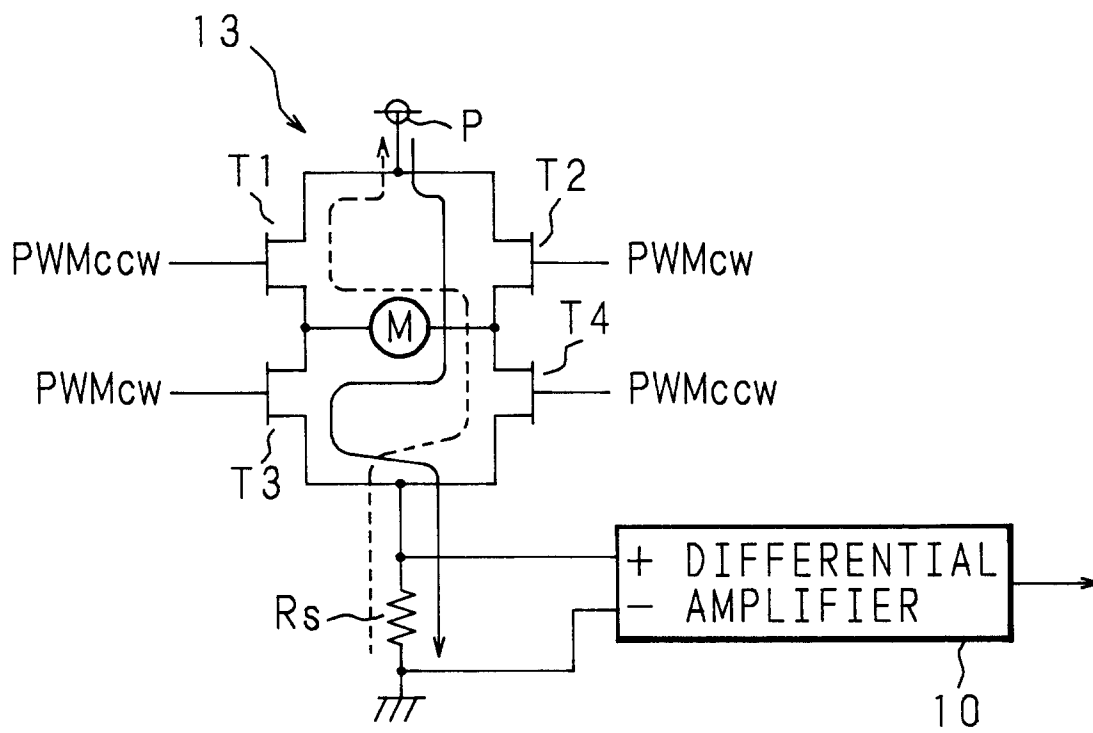 13
P
T1
T2
PWMccw
PWMcw
M
T4
PWMcw
PWMccw
T3
+ DIFFERENTIAL
- AMPLIFIER
Rs
10